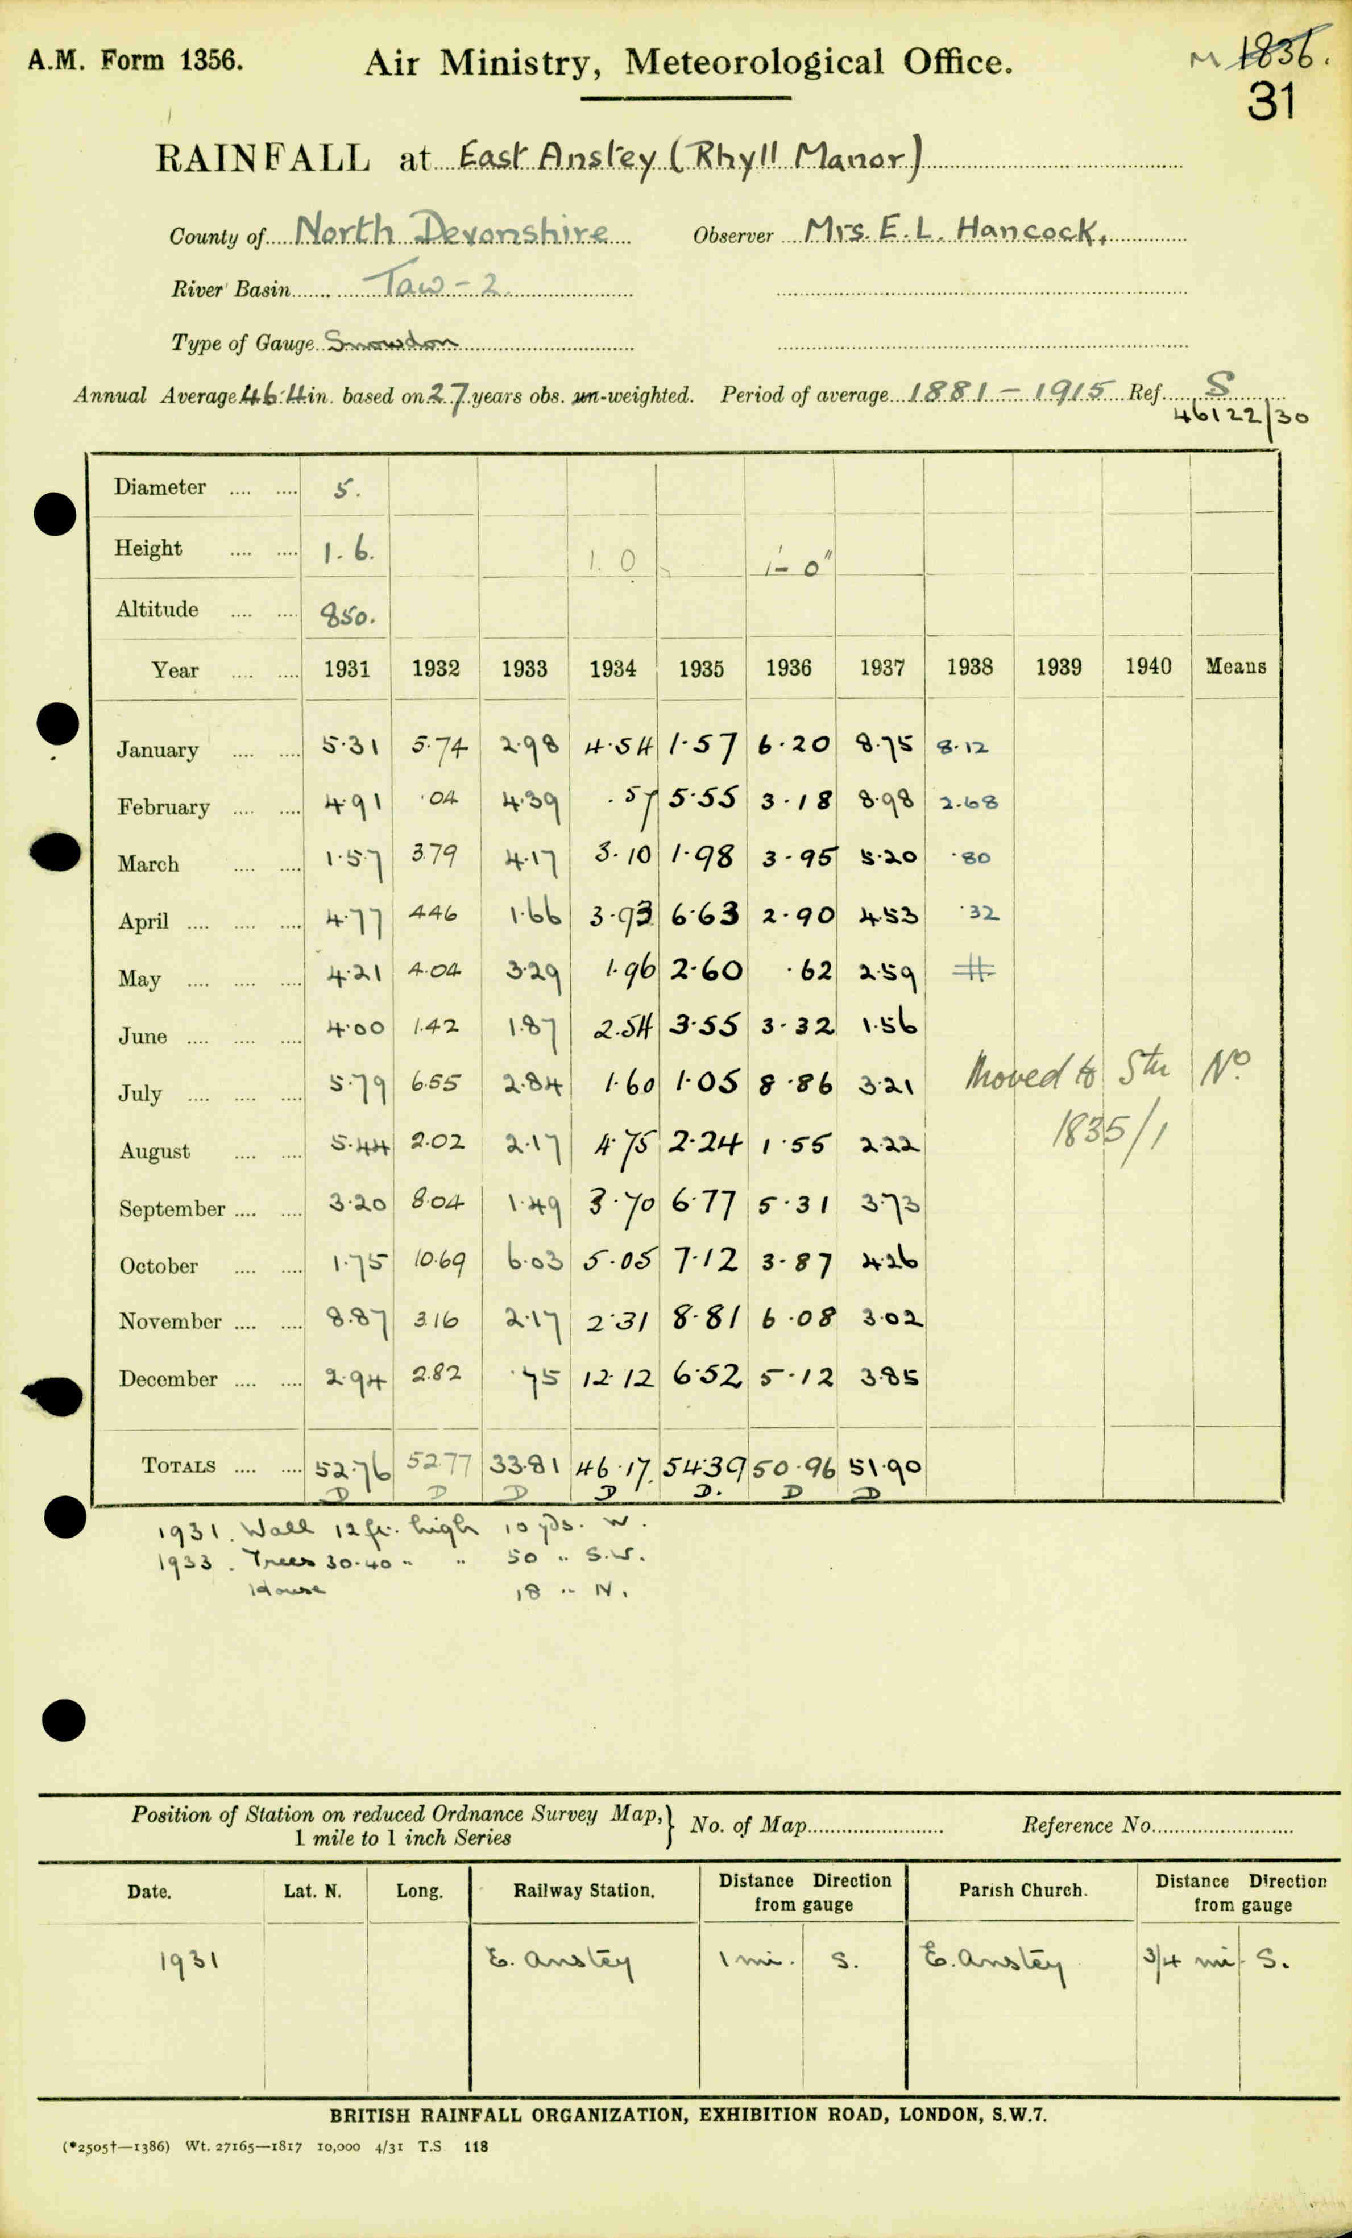 A.M. Form 1356. Air Ministry, Meteorological Office. M 1836.
31
RAINFALL at East Anstey (Rhyll Manor)
County of North Devonshire Observer Mrs. E. L. Hancock.
River Basin Taw - 2.
Type of Gauge Snowdon
Annual Average 46.4 in. based on 27 years obs. un-weighted. Period of average 1881 - 1915 Ref. S
46122/30
Diameter .... .... 5.
Height .... .... 1. 6. 1. 0 1 - 0"
Altitude .... .... 850.
Year .... .... 1931 1932 1933 1934 1935 1936 1937 1938 1939 1940 Means
January .... .... 5.31 5.74 2.98 4.54 1.57 6.20 8.75 8.12
February .... .... 4.91 .04 4.39 .57 5.55 3.18 8.98 2.68
March .... .... 1.57 3.79 4.17 3.10 1.98 3.95 5.20 .80
April .... .... .... 4.77 4.46 1.66 3.93 6.63 2.90 4.53 .32
May .... .... .... 4.21 4.04 3.29 1.96 2.60 .62 2.59
June .... .... .... 4.00 1.42 1.87 2.54 3.55 3.32 1.56
July .... .... .... 5.79 6.55 2.84 1.60 1.05 8.86 3.21 Moved to Stn No.
August .... .... 5.44 2.02 2.17 4.75 2.24 1.55 2.22 1835/1
September .... .... 3.20 8.04 1.49 3.70 6.77 5.31 3.73
October .... .... 1.75 10.69 6.03 5.05 7.12 3.87 4.26
November .... .... 8.87 3.16 2.17 2.31 8.81 6.08 3.02
December .... .... 2.94 2.82 .75 12.12 6.52 5.12 3.85
TOTALS .... .... 52.76 52.77 33.81 46.17 54.39 50.96 51.90
D D D D D. D D
1931. Wall 12 ft. high 10 yds. W.
1933. Trees 30-40 " " 50 " S.W.
House 18 " N.
Position of Station on reduced Ordnance Survey Map,} No. of Map Reference No.
1 mile to 1 inch Series
Date. Lat. N. Long. Railway Station. Distance Direction from gauge Parish Church. Distance Direction from gauge
1931 E. Anstey 1 mi. S. E. Anstey 3/4 mi. S.
BRITISH RAINFALL ORGANIZATION, EXHIBITION ROAD, LONDON, S.W.7.
(*2505†—1386) Wt. 27165—1817 10,000 4/31 T.S 118